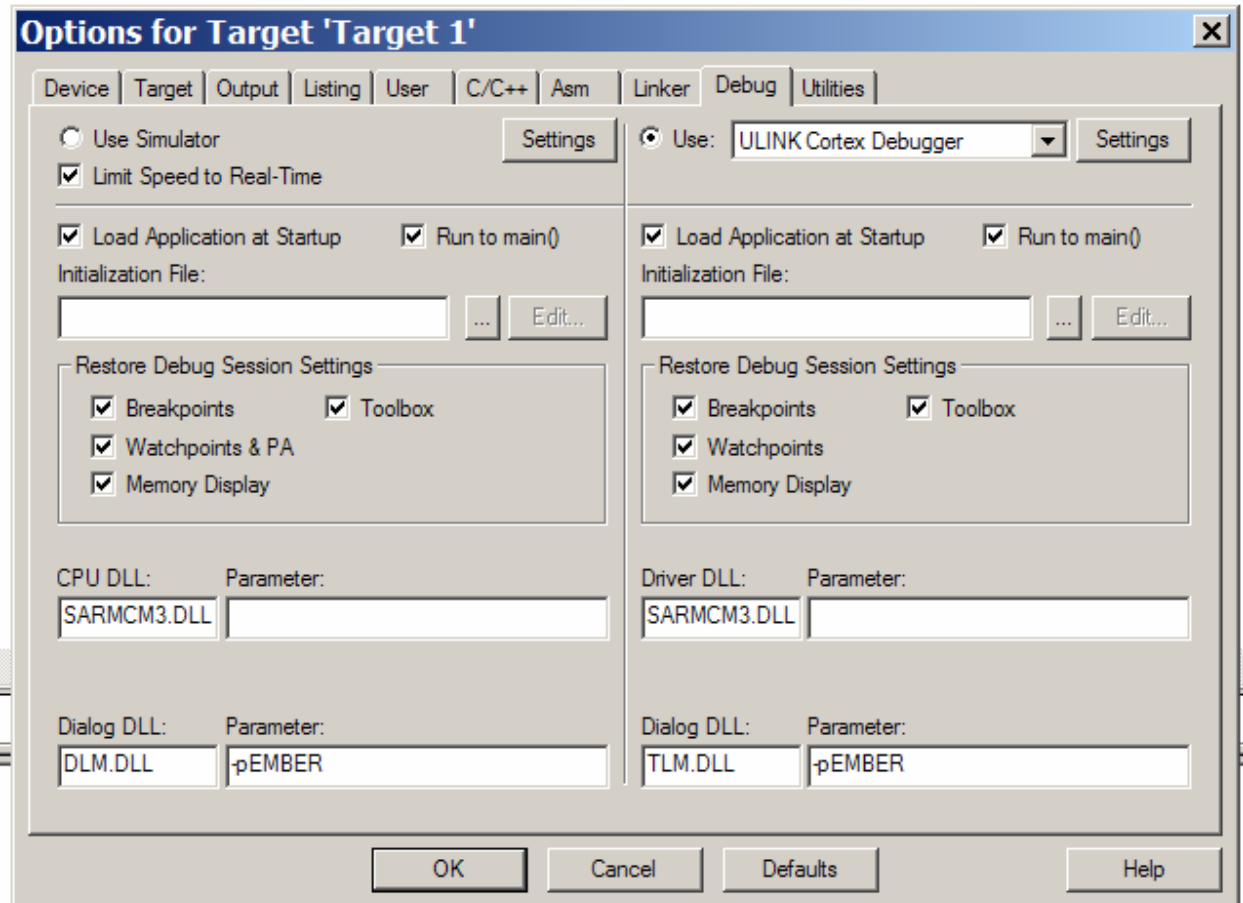 Options for Target 'Target 1'
Device Target Output Listing User C/C++ Asm Linker Debug Utilities
Use Simulator Settings Use: ULINK Cortex Debugger Settings
Limit Speed to Real-Time
Load Application at Startup Run to main() Load Application at Startup Run to main()
Initialization File: Initialization File:
... Edit... ... Edit...
Restore Debug Session Settings Restore Debug Session Settings
Breakpoints Toolbox Breakpoints Toolbox
Watchpoints & PA Watchpoints
Memory Display Memory Display
CPU DLL: Parameter: Driver DLL: Parameter:
SARMCM3.DLL SARMCM3.DLL
Dialog DLL: Parameter: Dialog DLL: Parameter:
DLM.DLL -pEMBER TLM.DLL -pEMBER
OK Cancel Defaults Help